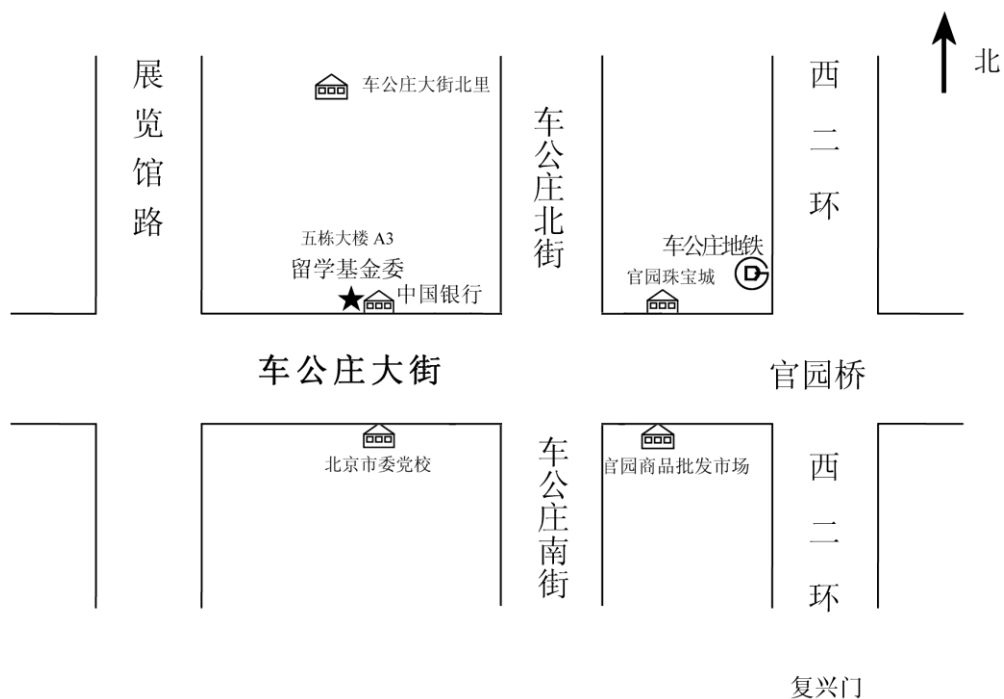 北
展览馆路
车公庄大街北里
车公庄北街
西二环
五栋大楼 A3
留学基金委
中国银行
车公庄地铁
官园珠宝城
车公庄大街
官园桥
北京市委党校
车公庄南街
官园商品批发市场
西二环
复兴门